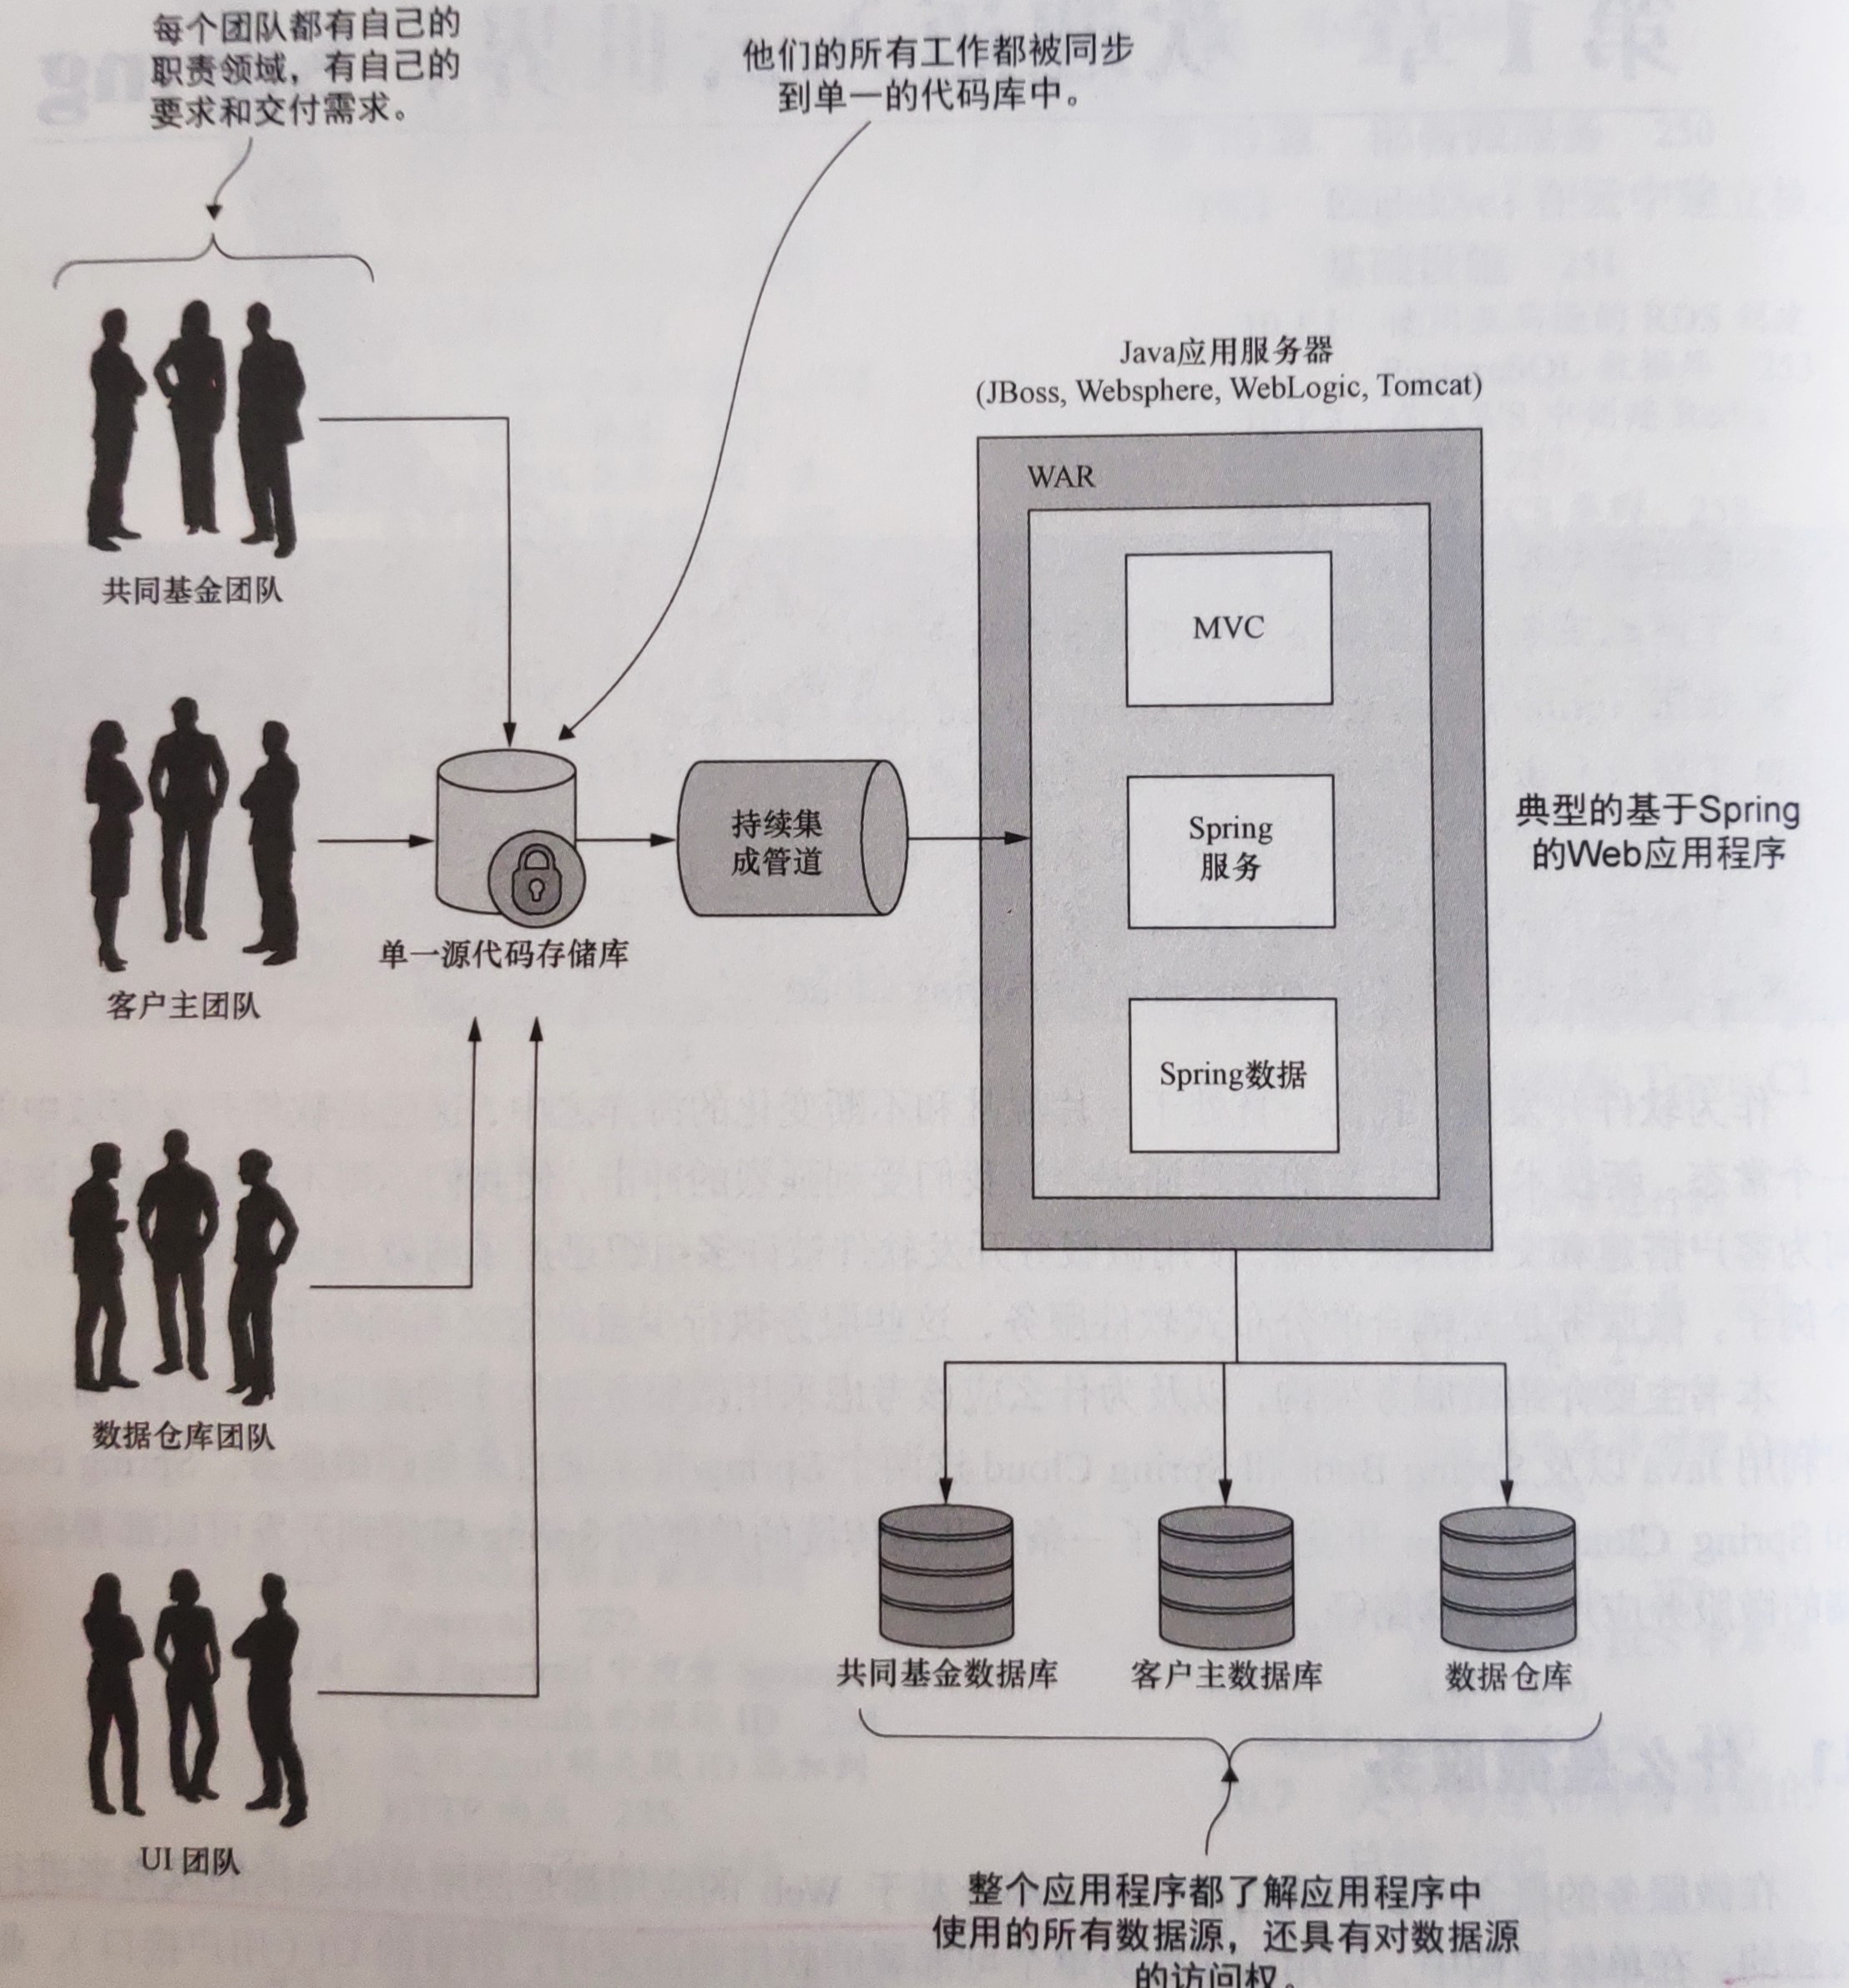 每个团队都有自己的
职责领域，有自己的
要求和交付需求。
他们的所有工作都被同步
到单一的代码库中。
Java应用服务器
(JBoss, Websphere, WebLogic, Tomcat)
WAR
MVC
共同基金团队
持续集
成管道
Spring
服务
典型的基于Spring
的Web应用程序
单一源代码存储库
客户主团队
Spring数据
数据仓库团队
共同基金数据库
客户主数据库
数据仓库
UI 团队
整个应用程序都了解应用程序中
使用的所有数据源，还具有对数据源
的访问权。